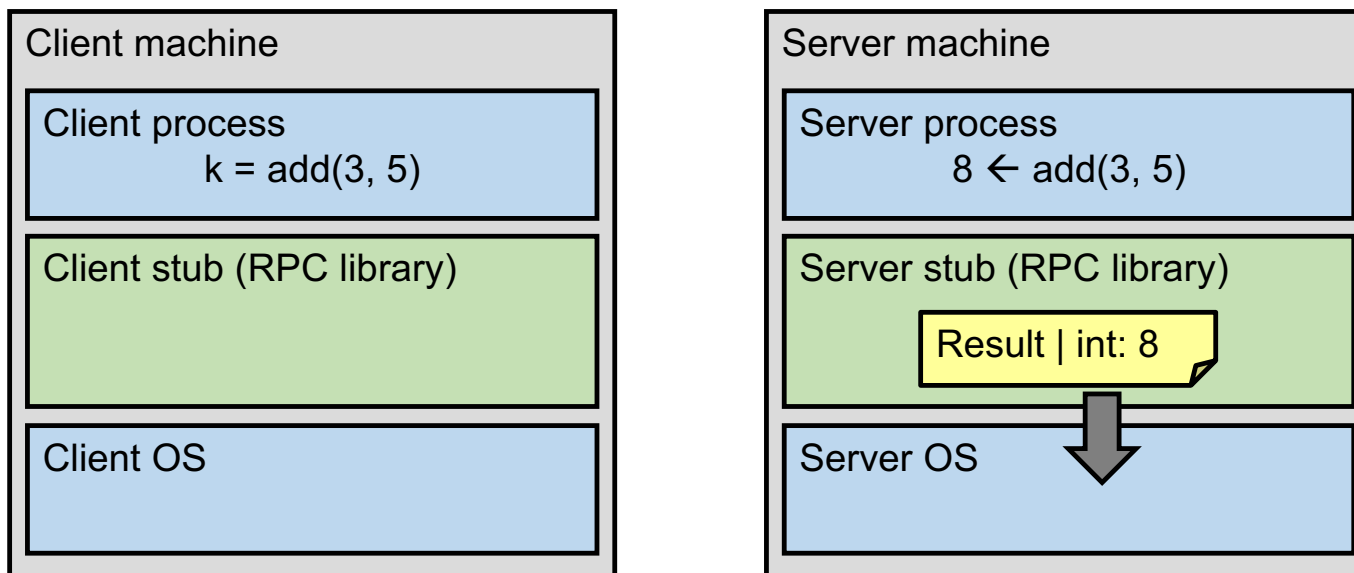 Client machine
Client process
k = add(3, 5)
Client stub (RPC library)
Client OS
Server machine
Server process
8 ← add(3, 5)
Server stub (RPC library)
Result | int: 8
Server OS